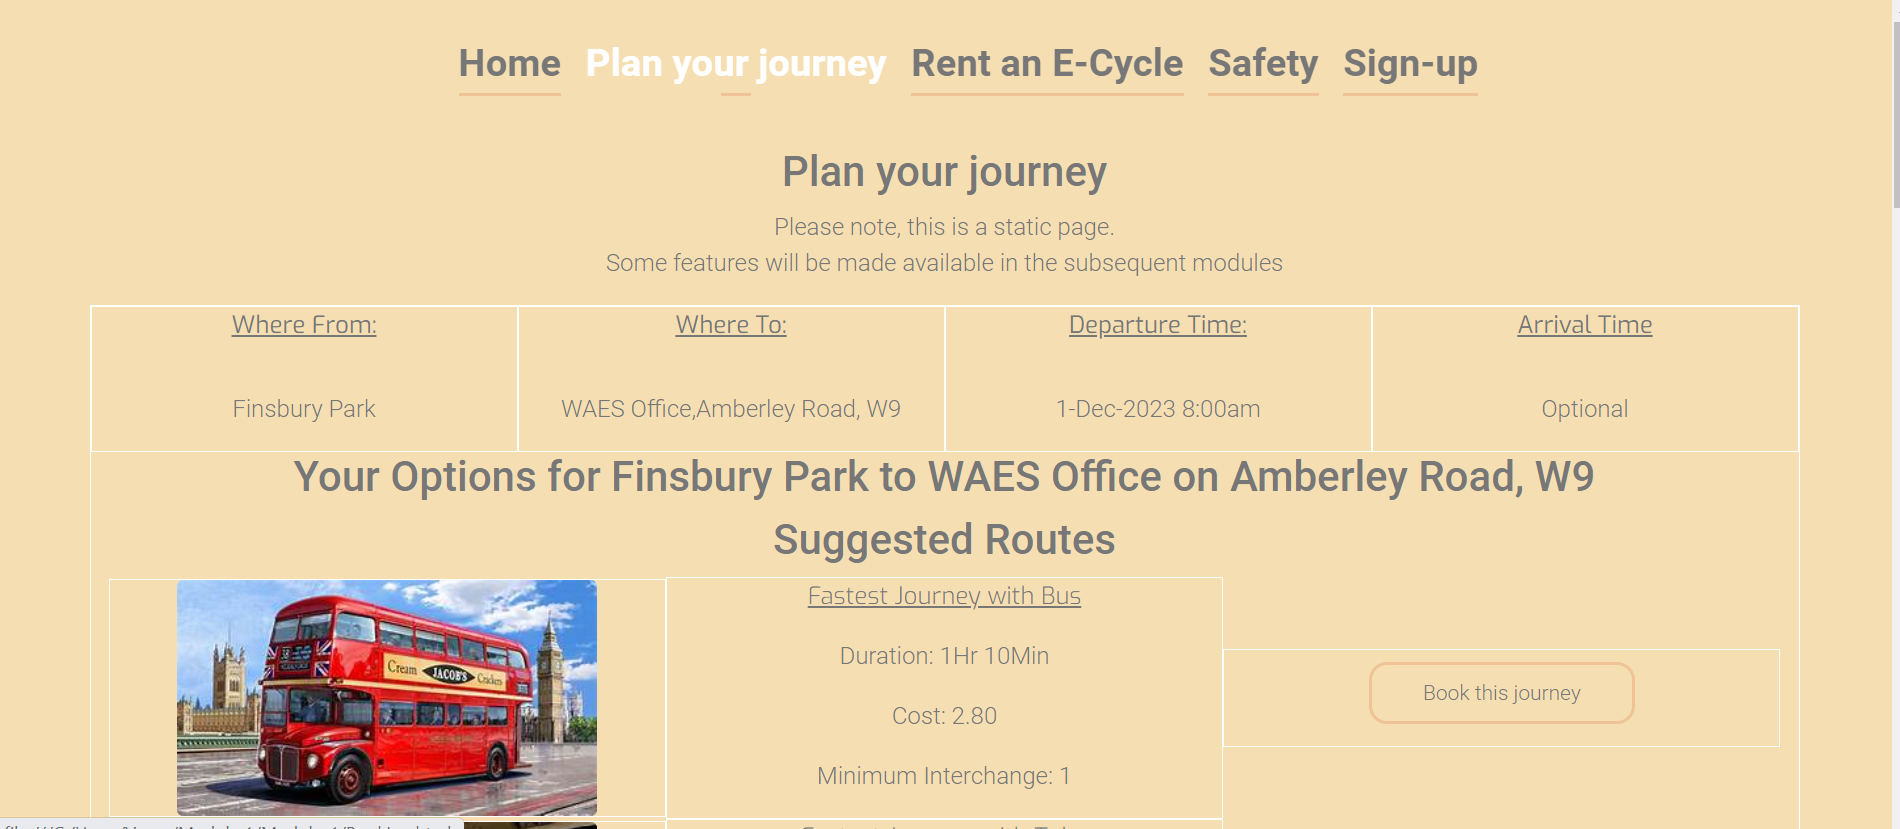 Home Plan your journey Rent an E-Cycle Safety Sign-up
Plan your journey
Please note, this is a static page.
Some features will be made available in the subsequent modules
Where From: Where To: Departure Time: Arrival Time
Finsbury Park WAES Office,Amberley Road, W9 1-Dec-2023 8:00am Optional
Your Options for Finsbury Park to WAES Office on Amberley Road, W9
Suggested Routes
Cream JACOB'S Crackers
Fastest Journey with Bus
Duration: 1Hr 10Min
Cost: 2.80
Minimum Interchange: 1
Book this journey